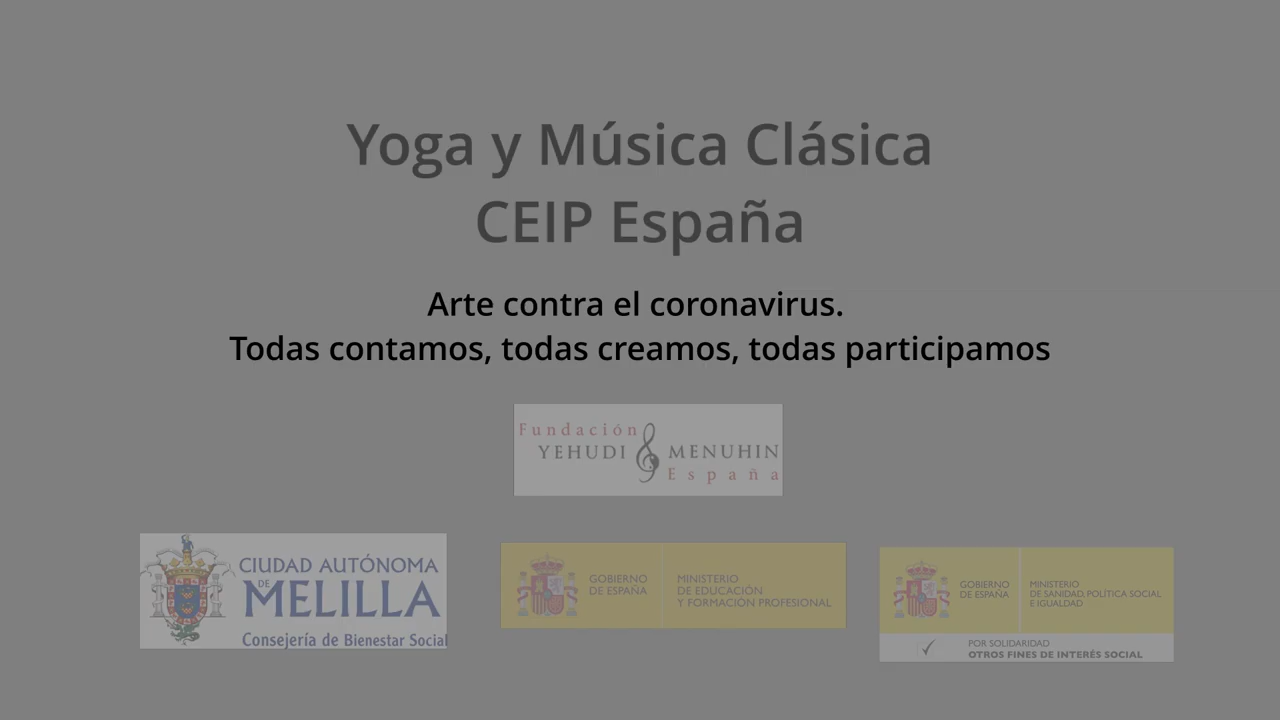 Yoga y Música Clásica
CEIP España
Arte contra el coronavirus.
Todas contamos, todas creamos, todas participamos
Fundación
YEHUDI MENUHIN
España
CIUDAD AUTÓNOMA
DE
MELILLA
Consejería de Bienestar Social
GOBIERNO
DE ESPAÑA
MINISTERIO
DE EDUCACIÓN
Y FORMACIÓN PROFESIONAL
GOBIERNO
DE ESPAÑA
MINISTERIO
DE SANIDAD, POLÍTICA SOCIAL
E IGUALDAD
POR SOLIDARIDAD
OTROS FINES DE INTERÉS SOCIAL